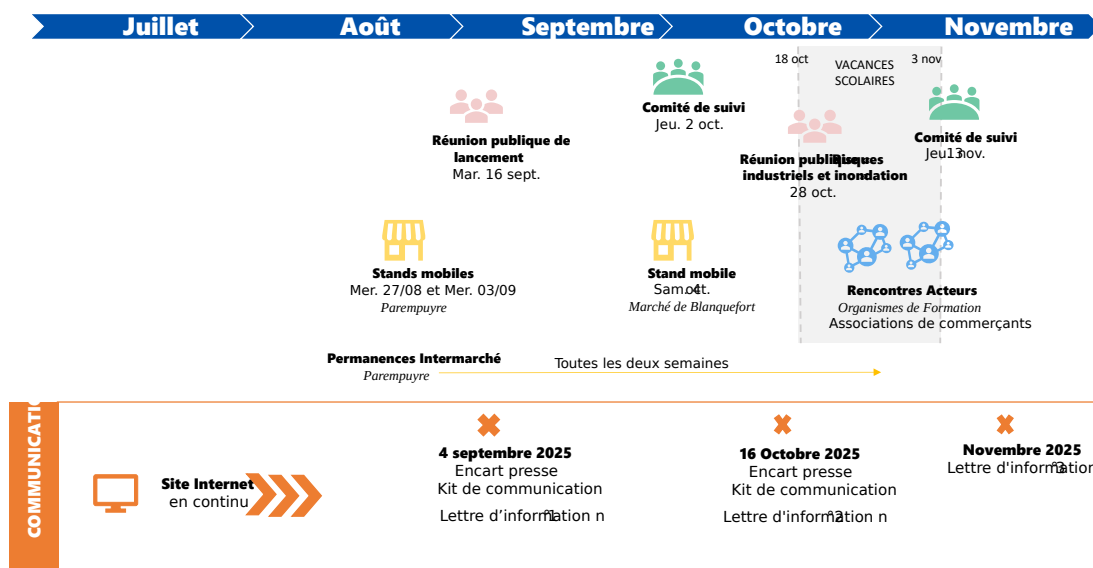 Juillet
Août
Septembre
Octobre
Novembre
18 oct
VACANCES
SCOLAIRES
3 nov
Comité de suivi
Jeu. 2 oct.
Réunion publique de
lancement
Mar. 16 sept.
Réunion publique Risques
industriels et inondation
28 oct.
Comité de suivi
Jeu. 13 nov.
Stands mobiles
Mer. 27/08 et Mer. 03/09
Parempuyre
Stand mobile
Sam. 4 oct.
Marché de Blanquefort
Rencontres Acteurs
Organismes de Formation
Associations de commerçants
Permanences Intermarché
Parempuyre
Toutes les deux semaines
COMMUNICATIO
Site Internet
en continu
4 septembre 2025
Encart presse
Kit de communication
Lettre d’information n°1
16 Octobre 2025
Encart presse
Kit de communication
Lettre d'information n°2
Novembre 2025
Lettre d'information°3